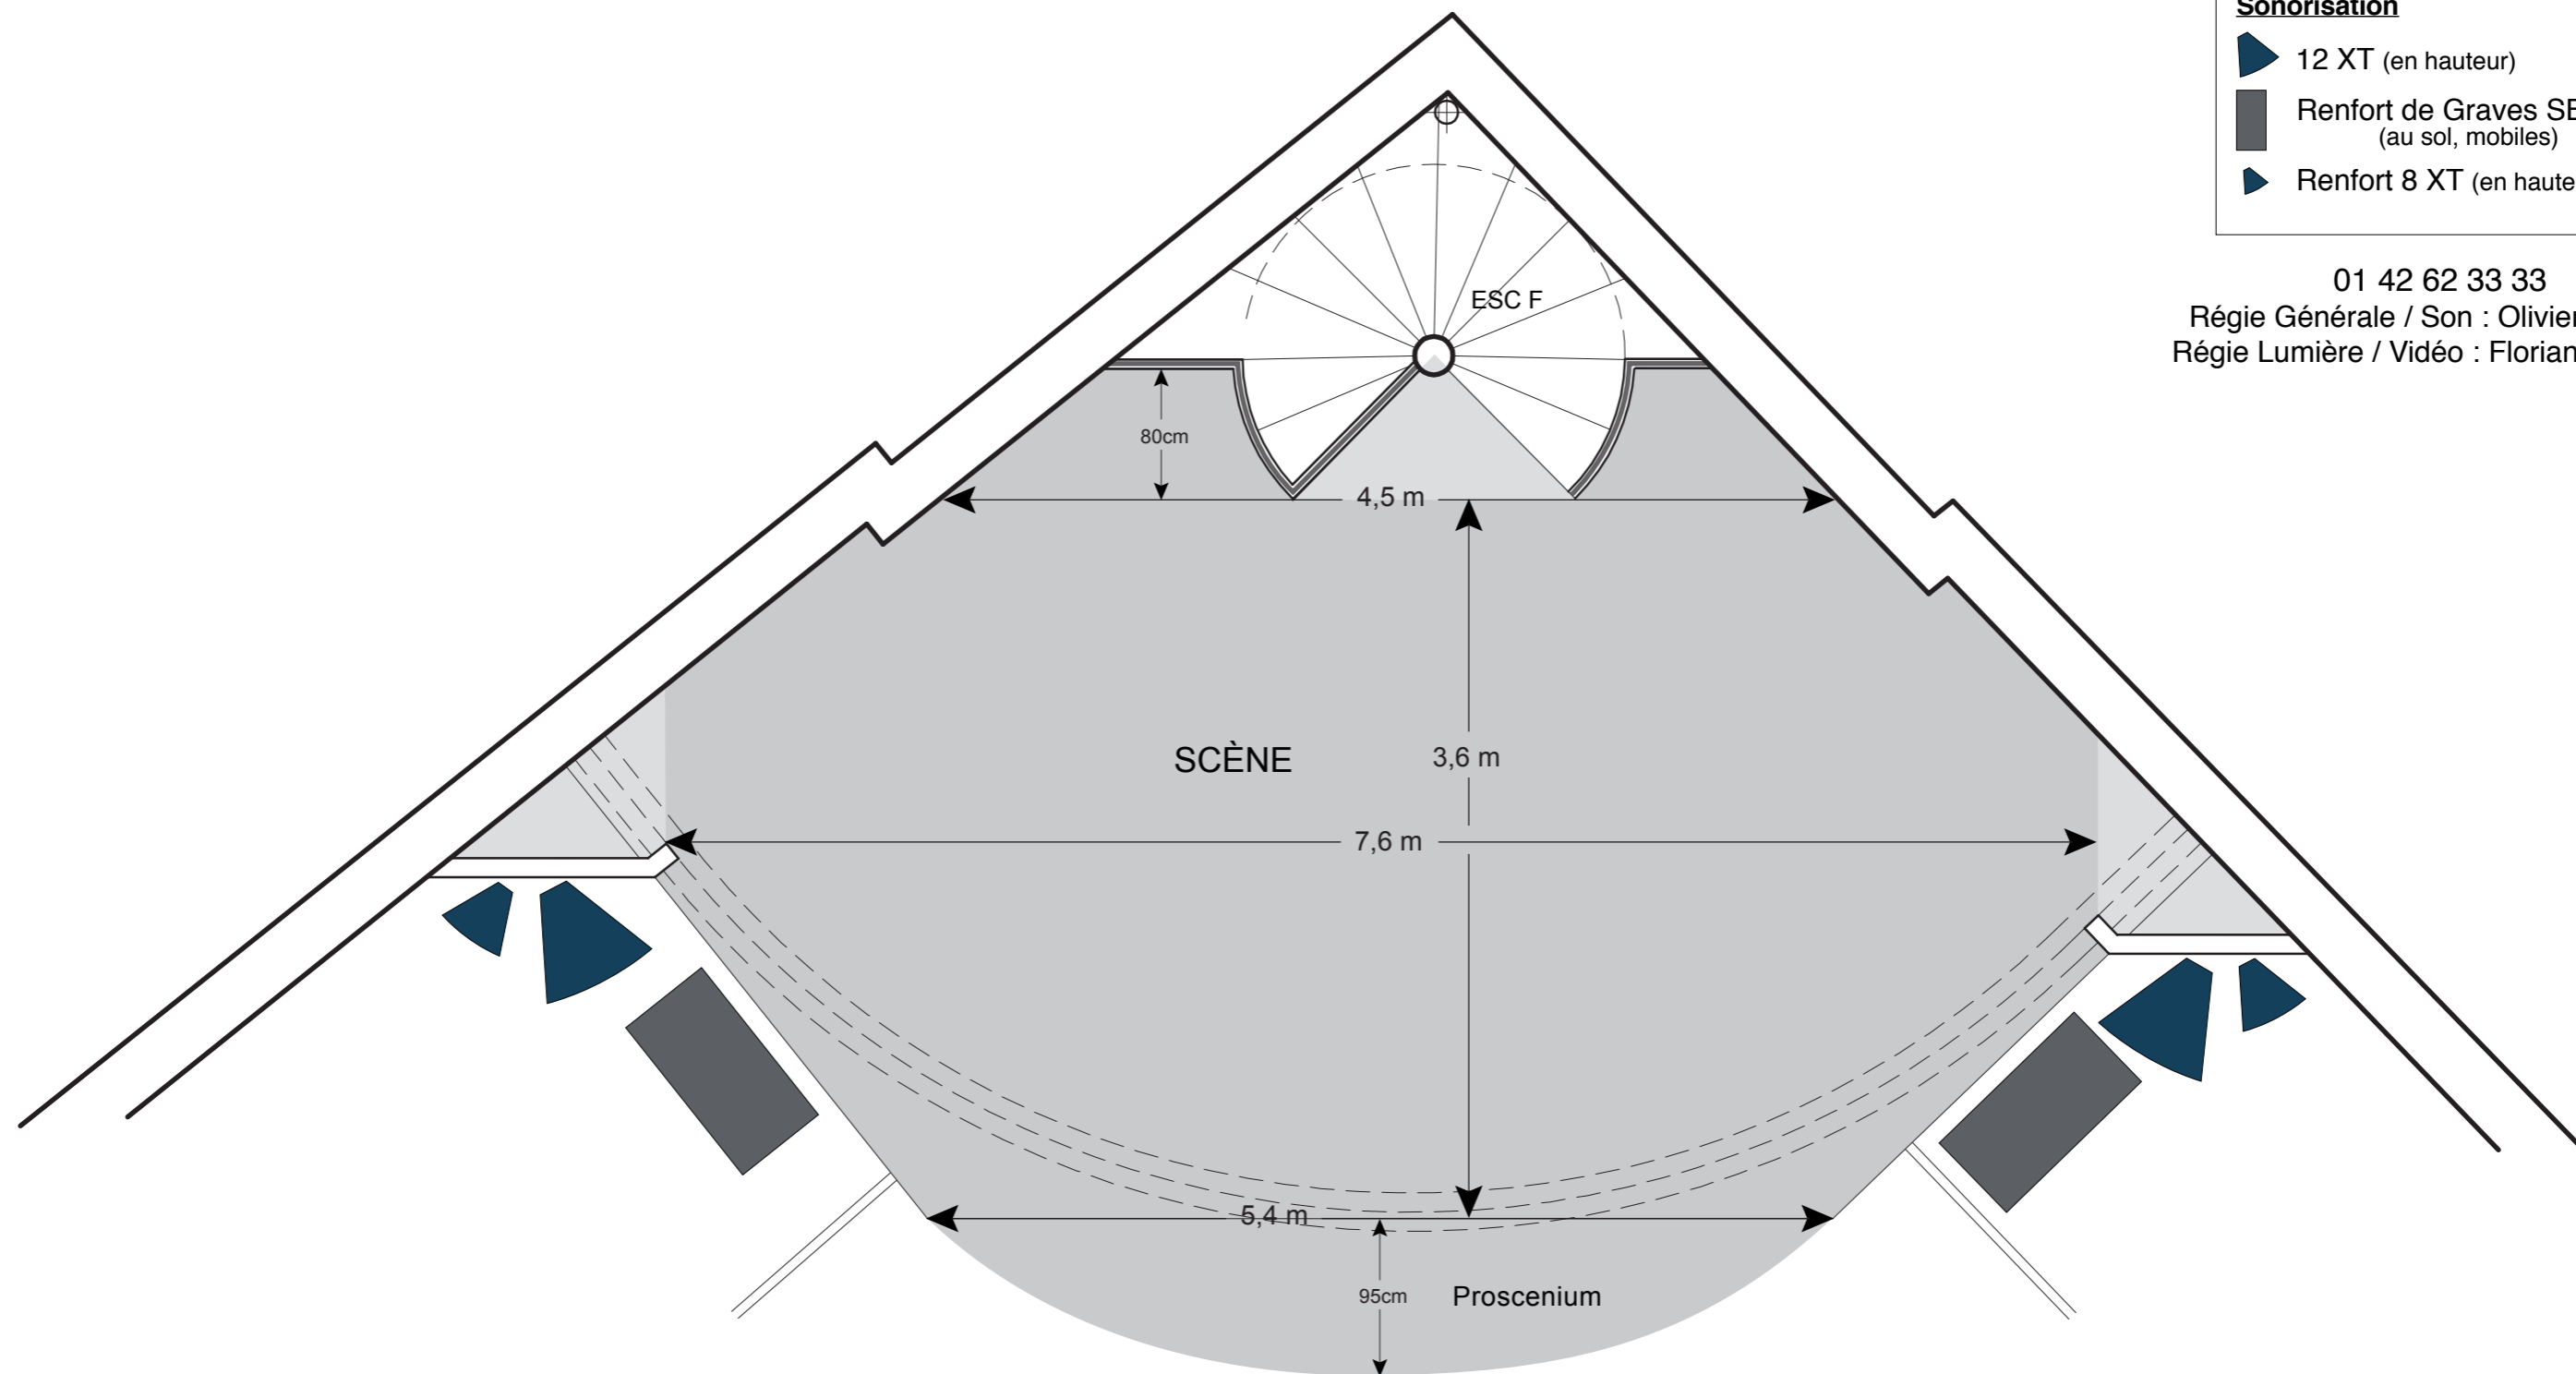 Sonorisation
12 XT (en hauteur)
Renfort de Graves
(au sol, mobiles)
Renfort 8 XT (en
01 42 62 33 33
Régie Générale / Son : Olivier
Régie Lumière / Vidéo : Florian
ESC F
80cm
4,5 m
SCÈNE
3,6 m
7,6 m
5,4 m
95cm
Proscenium